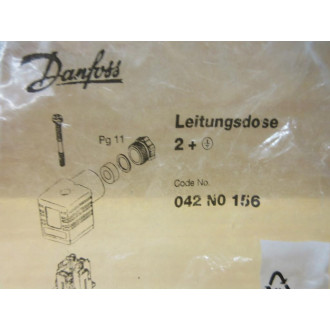 Danfoss
Leitungsdose
2 + ⏚
Pg 11
Code No.
042 N0 156